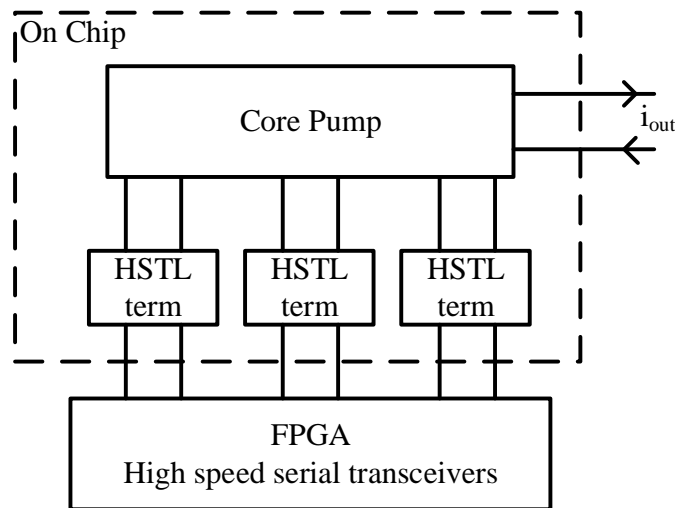 On Chip
Core Pump
iout
HSTL
term
HSTL
term
HSTL
term
FPGA
High speed serial transceivers